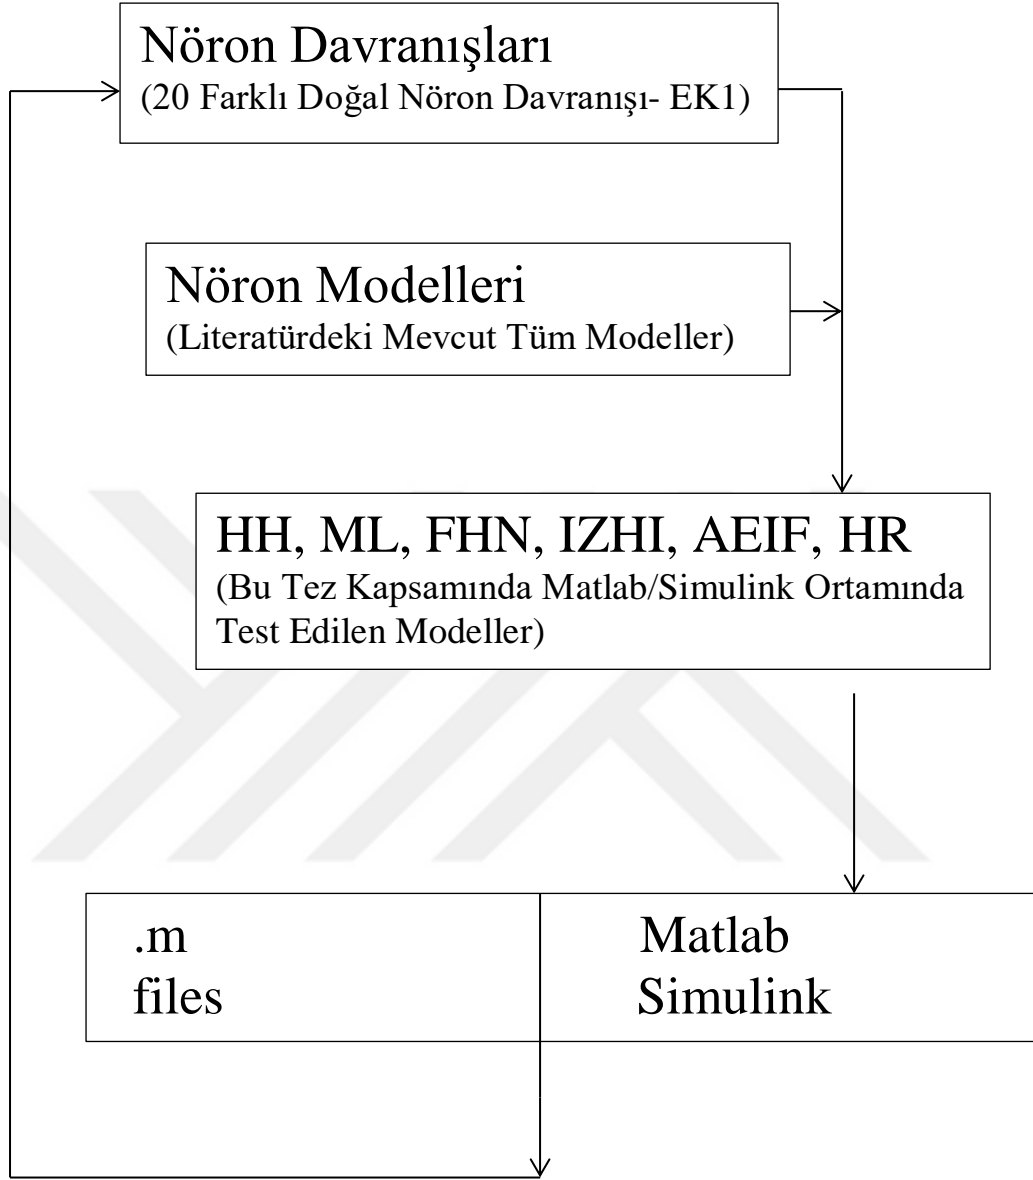 Nöron Davranışları
(20 Farklı Doğal Nöron Davranışı- EK1)
Nöron Modelleri
(Literatürdeki Mevcut Tüm Modeller)
HH, ML, FHN, IZHI, AEIF, HR
(Bu Tez Kapsamında Matlab/Simulink Ortamında
Test Edilen Modeller)
.m
files
Matlab
Simulink